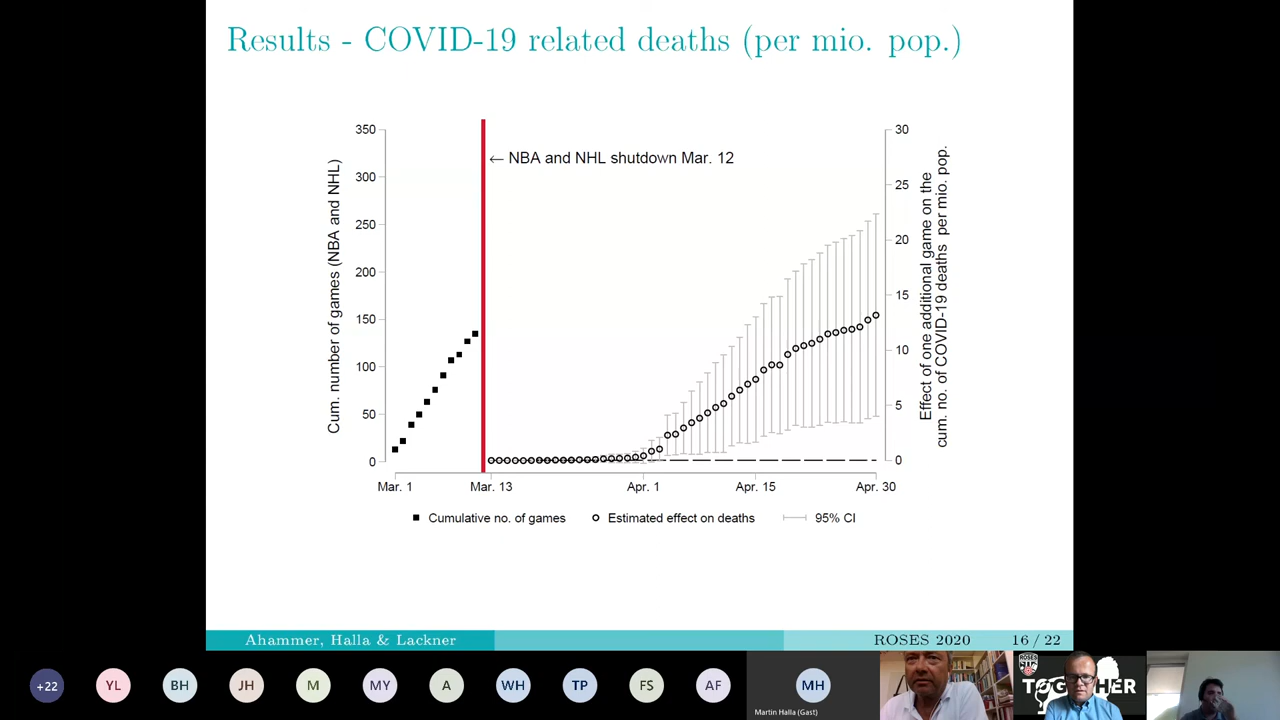 Results - COVID-19 related deaths (per mio. pop.)
← NBA and NHL shutdown Mar. 12
Cum. number of games (NBA and NHL)
350
300
250
200
150
100
50
0
30
25
20
15
10
5
0
Effect of one additional game on the
cum. no. of COVID-19 deaths per mio. pop.
Mar. 1 Mar. 13 Apr. 1 Apr. 15 Apr. 30
Cumulative no. of games Estimated effect on deaths 95% CI
Ahammer, Halla & Lackner ROSES 2020 16 / 22
+22 YL BH JH M MY A WH TP FS AF MH
Martin Halla (Gast)
ROSES
TOGETHER